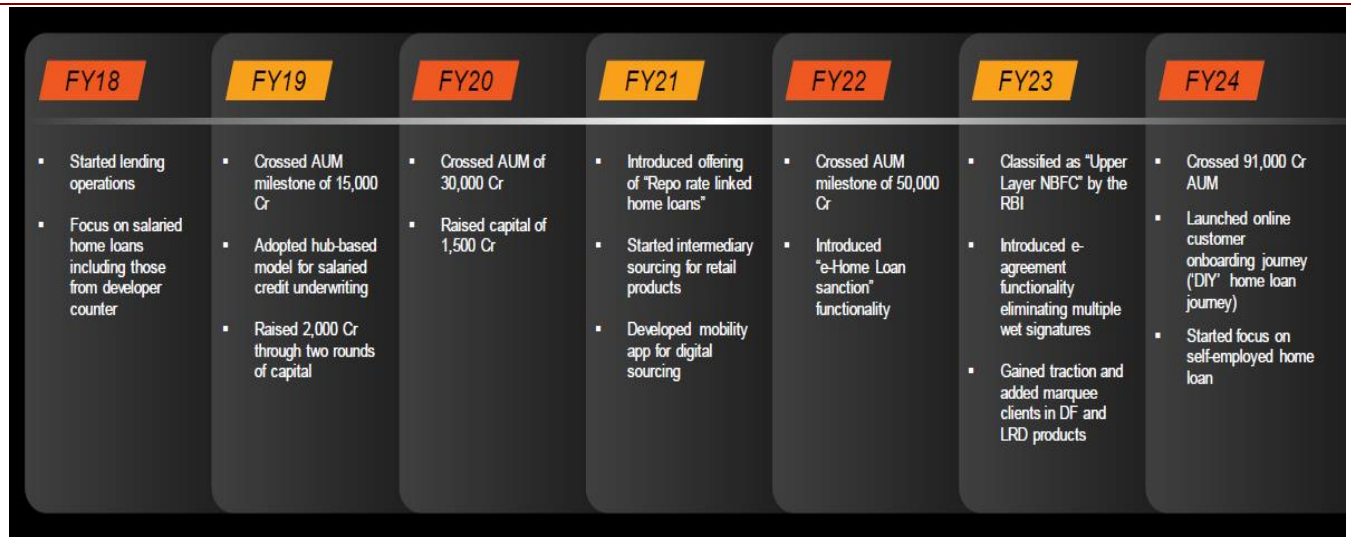 FY18
▪ Started lending
operations
▪ Focus on salaried
home loans
including those
from developer
counter
FY19
▪ Crossed AUM
milestone of 15,000
Cr
▪ Adopted hub-based
model for salaried
credit underwriting
▪ Raised 2,000 Cr
through two rounds
of capital
FY20
▪ Crossed AUM of
30,000 Cr
▪ Raised capital of
1,500 Cr
FY21
▪ Introduced offering
of “Repo rate linked
home loans”
▪ Started intermediary
sourcing for retail
products
▪ Developed mobility
app for digital
sourcing
FY22
▪ Crossed AUM
milestone of 50,000
Cr
▪ Introduced
“e-Home Loan
sanction”
functionality
FY23
▪ Classified as “Upper
Layer NBFC” by the
RBI
▪ Introduced e-
agreement
functionality
eliminating multiple
wet signatures
▪ Gained traction and
added marquee
clients in DF and
LRD products
FY24
▪ Crossed 91,000 Cr
AUM
▪ Launched online
customer
onboarding journey
(‘DIY’ home loan
journey)
▪ Started focus on
self-employed home
loan